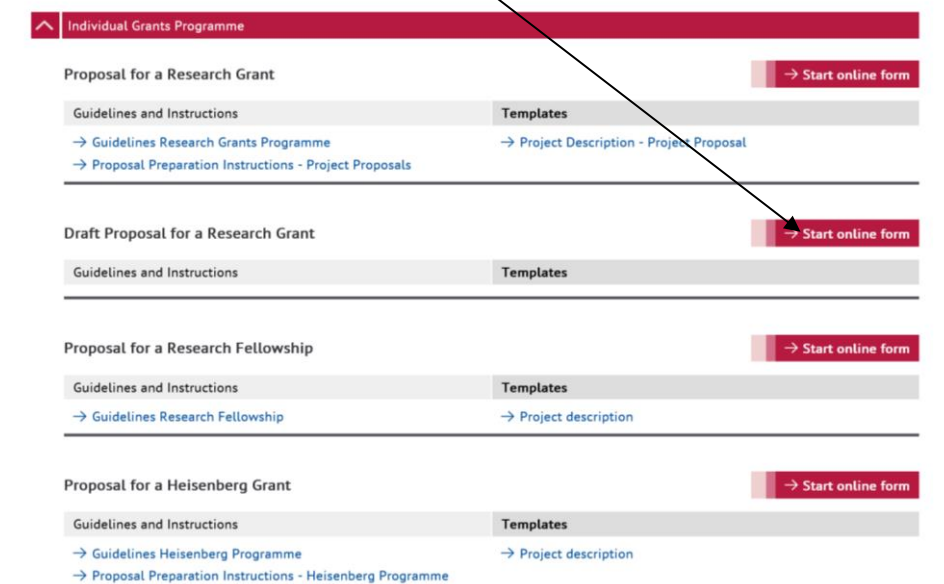 Individual Grants Programme
Proposal for a Research Grant → Start online form
Guidelines and Instructions Templates
→ Guidelines Research Grants Programme → Project Description - Project Proposal
→ Proposal Preparation Instructions - Project Proposals
Draft Proposal for a Research Grant → Start online form
Guidelines and Instructions Templates
Proposal for a Research Fellowship → Start online form
Guidelines and Instructions Templates
→ Guidelines Research Fellowship → Project description
Proposal for a Heisenberg Grant → Start online form
Guidelines and Instructions Templates
→ Guidelines Heisenberg Programme → Project description
→ Proposal Preparation Instructions - Heisenberg Programme